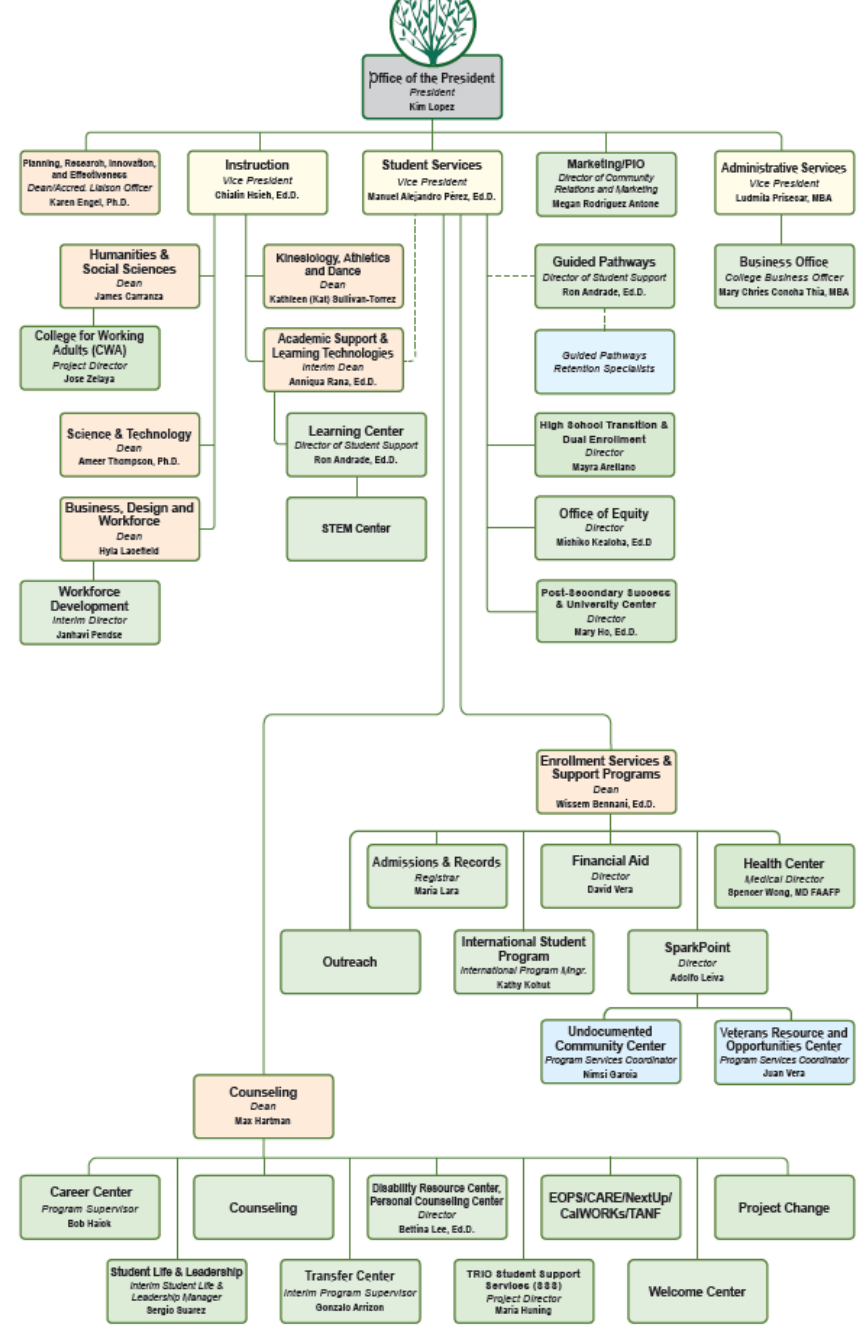 Office of the President
President
Kim Lopez
Planning, Research, Innovation,
and Effectiveness
Dean/Accred. Liaison Officer
Karen Engel, Ph.D.
Instruction
Vice President
Chialin Hsieh, Ed.D.
Student Services
Vice President
Manuel Alejandro Pérez, Ed.D.
Marketing/PIO
Director of Community
Relations and Marketing
Megan Rodriguez Antone
Administrative Services
Vice President
Ludmila Prisecar, MBA
Humanities &
Social Sciences
Dean
James Carranza
Kinesiology, Athletics
and Dance
Dean
Kathleen (Kat) Sullivan-Torrez
Guided Pathways
Director of Student Support
Ron Andrade, Ed.D.
Business Office
College Business Officer
Mary Chries Concha Thia, MBA
College for Working
Adults (CWA)
Project Director
Jose Zelaya
Academic Support &
Learning Technologies
Interim Dean
Anniqua Rana, Ed.D.
Guided Pathways
Retention Specialists
Science & Technology
Dean
Ameer Thompson, Ph.D.
Learning Center
Director of Student Support
Ron Andrade, Ed.D.
High School Transition &
Dual Enrollment
Director
Mayra Arellano
Business, Design and
Workforce
Dean
Hyla Lacefield
STEM Center
Office of Equity
Director
Michiko Kealoha, Ed.D
Workforce
Development
Interim Director
Janhavi Pendse
Post-Secondary Success
& University Center
Director
Mary Ho, Ed.D.
Enrollment Services &
Support Programs
Dean
Wissem Bennani, Ed.D.
Admissions & Records
Registrar
Maria Lara
Financial Aid
Director
David Vera
Health Center
Medical Director
Spencer Wong, MD FAAFP
Outreach
International Student
Program
International Program Mngr.
Kathy Kohut
SparkPoint
Director
Adolfo Leiva
Undocumented
Community Center
Program Services Coordinator
Nimsi Garcia
Veterans Resource and
Opportunities Center
Program Services Coordinator
Juan Vera
Counseling
Dean
Max Hartman
Career Center
Program Supervisor
Bob Haick
Counseling
Disability Resource Center,
Personal Counseling Center
Director
Bettina Lee, Ed.D.
EOPS/CARE/NextUp/
CalWORKs/TANF
Project Change
Student Life & Leadership
Interim Student Life &
Leadership Manager
Sergio Suarez
Transfer Center
Interim Program Supervisor
Gonzalo Arrizon
TRIO Student Support
Services (SSS)
Project Director
Maria Huning
Welcome Center